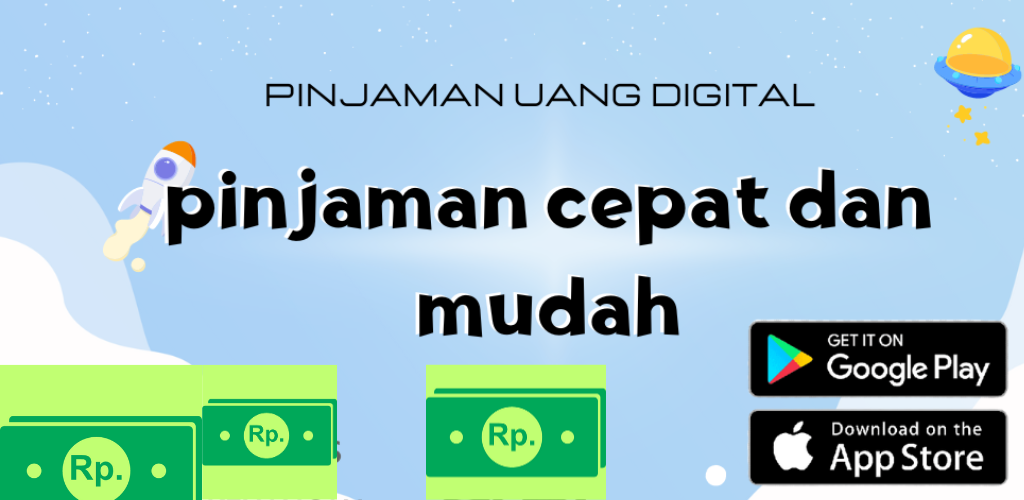 PINJAMAN UANG DIGITAL
pinjaman cepat dan
mudah
GET IT ON
Google Play
Download on the
App Store
Rp.
Rp.
Rp.